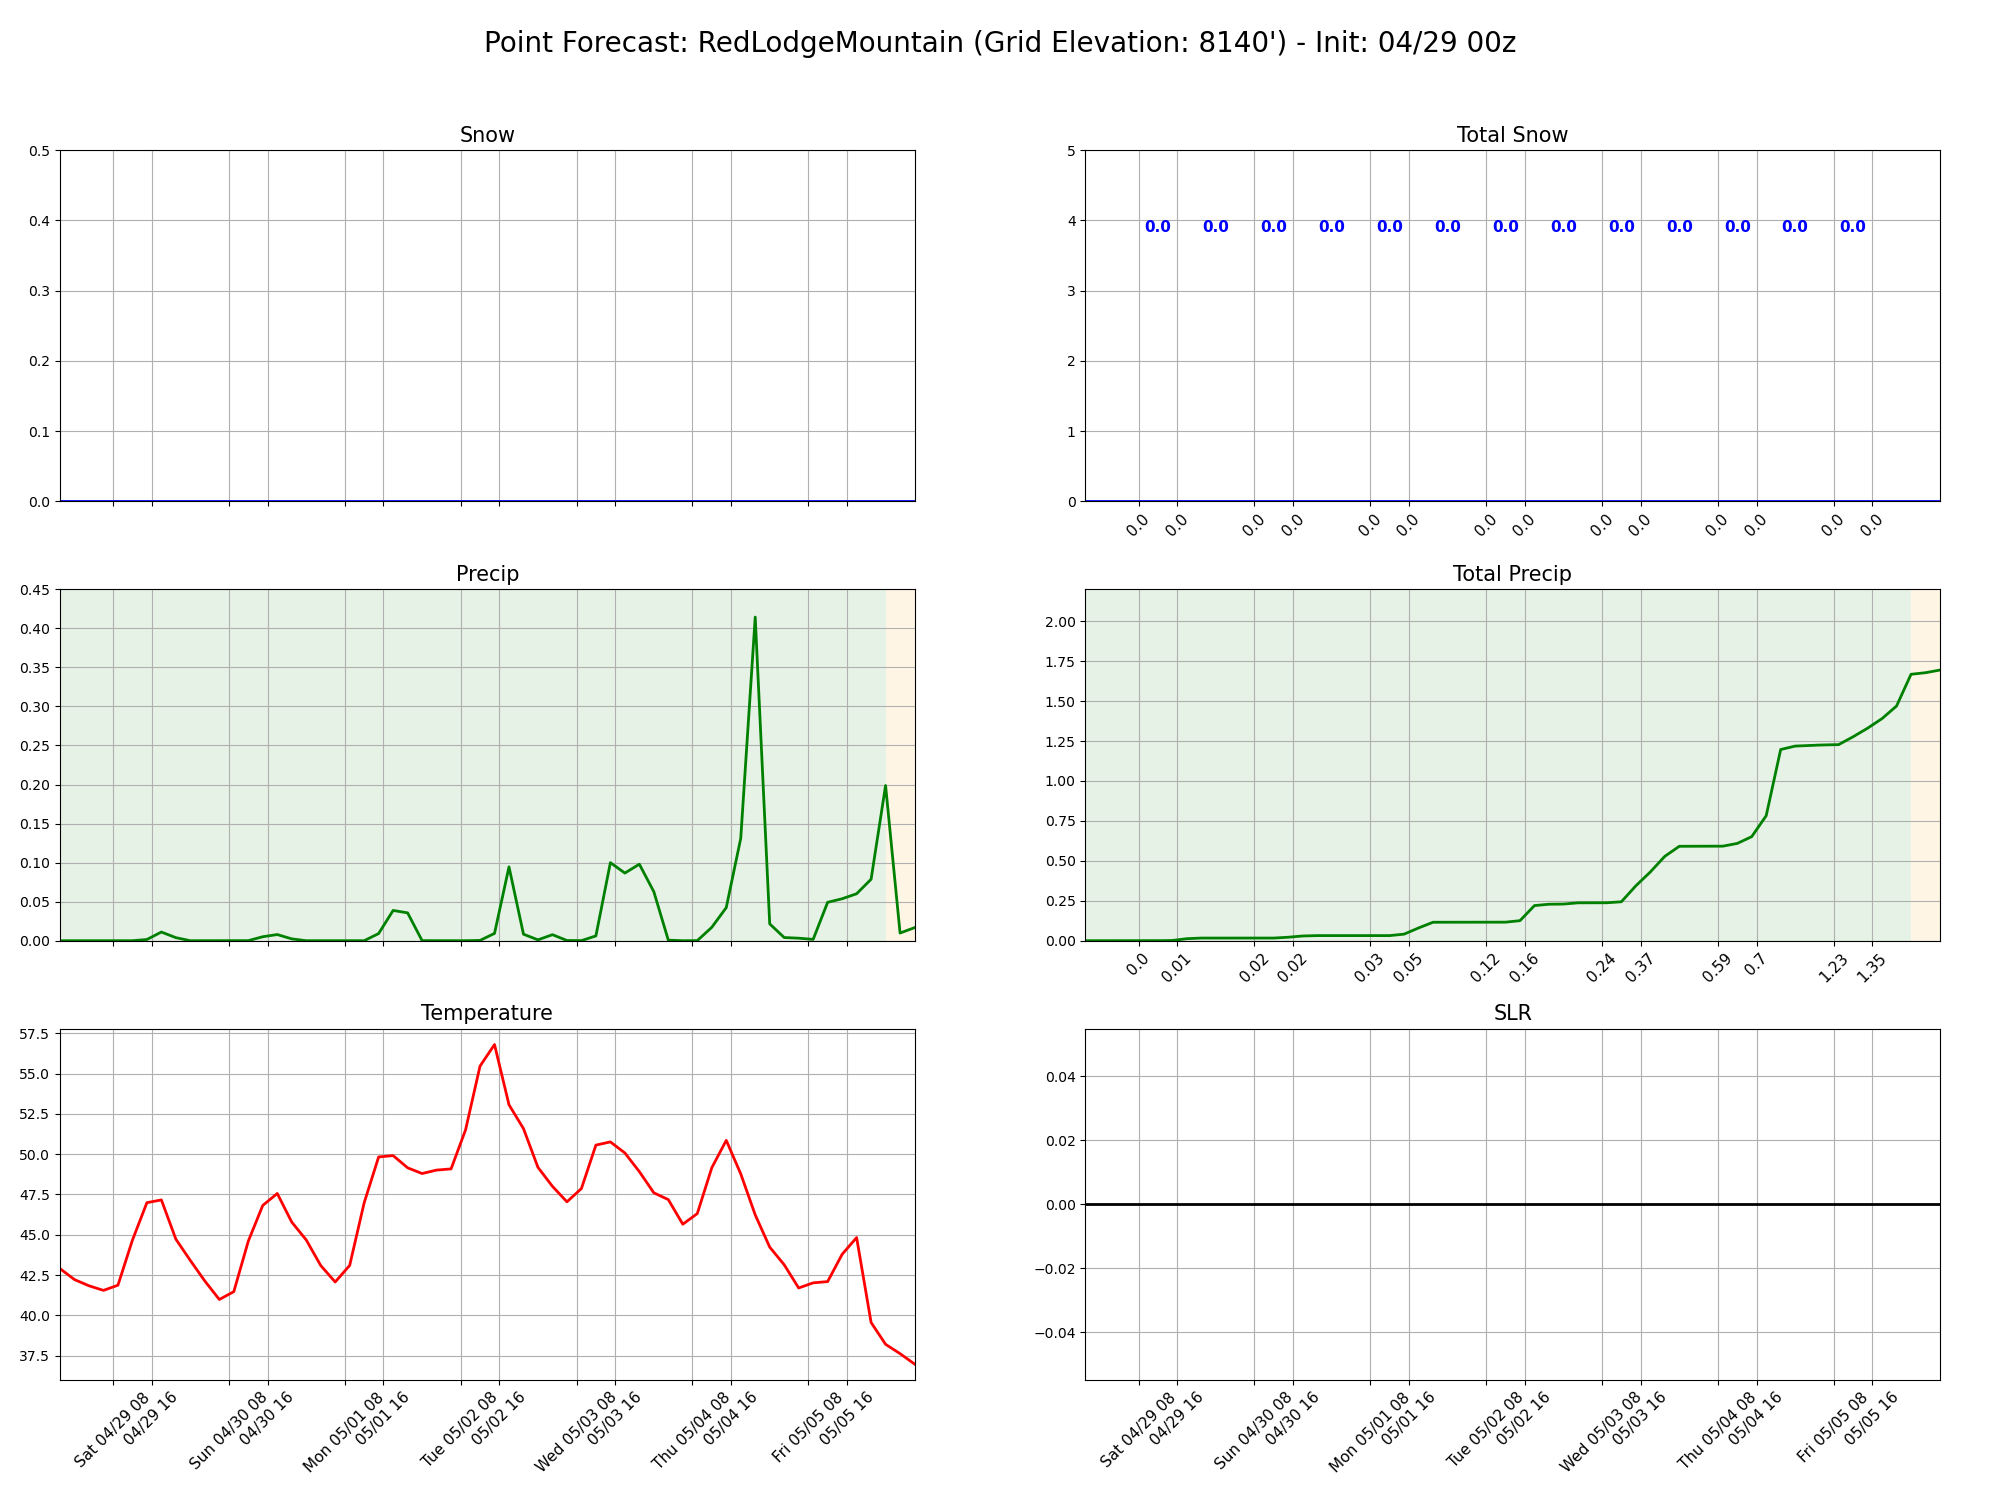 Point Forecast: RedLodgeMountain (Grid Elevation: 8140') - Init: 04/29 00z
Snow
0.5
0.4
0.3
0.2
0.1
0.0
Total Snow
5
4
3
2
1
0
0.0 0.0 0.0 0.0 0.0 0.0 0.0 0.0 0.0 0.0 0.0 0.0 0.0
0.0 0.0 0.0 0.0 0.0 0.0 0.0 0.0 0.0 0.0 0.0 0.0 0.0 0.0
Precip
0.45
0.40
0.35
0.30
0.25
0.20
0.15
0.10
0.05
0.00
Total Precip
2.00
1.75
1.50
1.25
1.00
0.75
0.50
0.25
0.00
0.0 0.01 0.02 0.02 0.03 0.05 0.12 0.16 0.24 0.37 0.59 0.7 1.23 1.35
Temperature
57.5
55.0
52.5
50.0
47.5
45.0
42.5
40.0
37.5
Sat 04/29 08
04/29 16
Sun 04/30 08
04/30 16
Mon 05/01 08
05/01 16
Tue 05/02 08
05/02 16
Wed 05/03 08
05/03 16
Thu 05/04 08
05/04 16
Fri 05/05 08
05/05 16
SLR
0.04
0.02
0.00
−0.02
−0.04
Sat 04/29 08
04/29 16
Sun 04/30 08
04/30 16
Mon 05/01 08
05/01 16
Tue 05/02 08
05/02 16
Wed 05/03 08
05/03 16
Thu 05/04 08
05/04 16
Fri 05/05 08
05/05 16